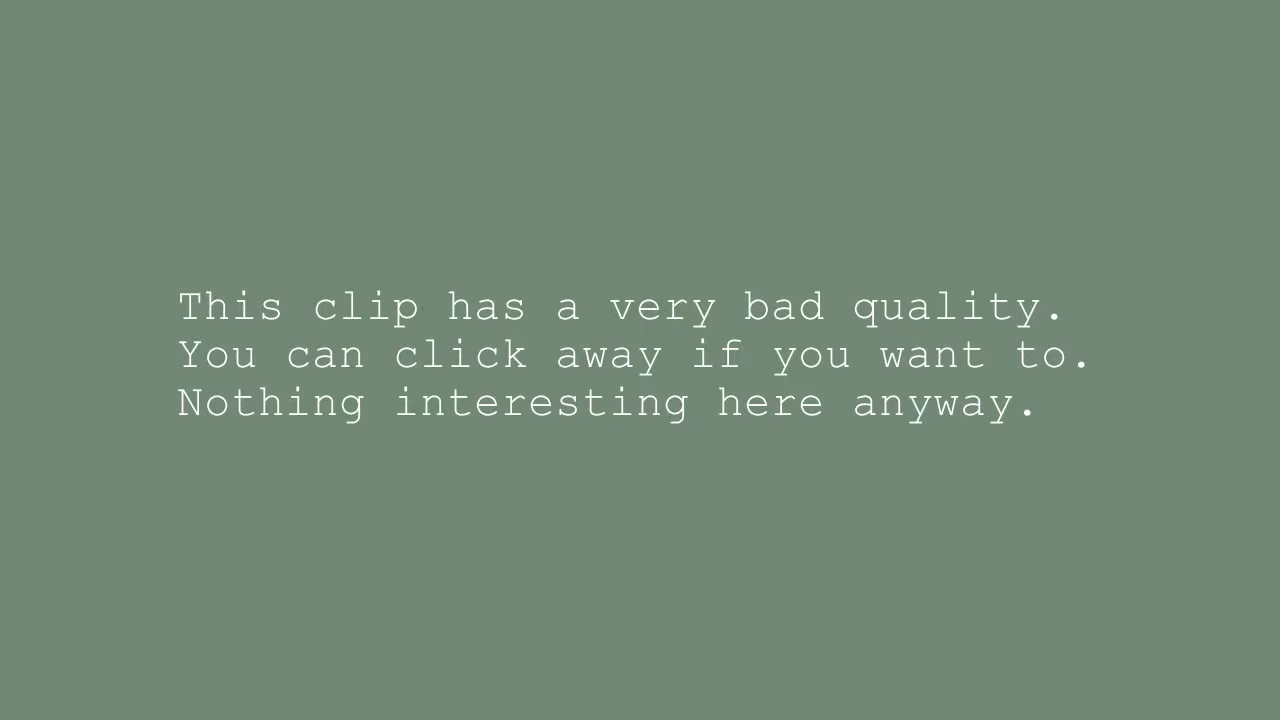 This clip has a very bad quality.
You can click away if you want to.
Nothing interesting here anyway.